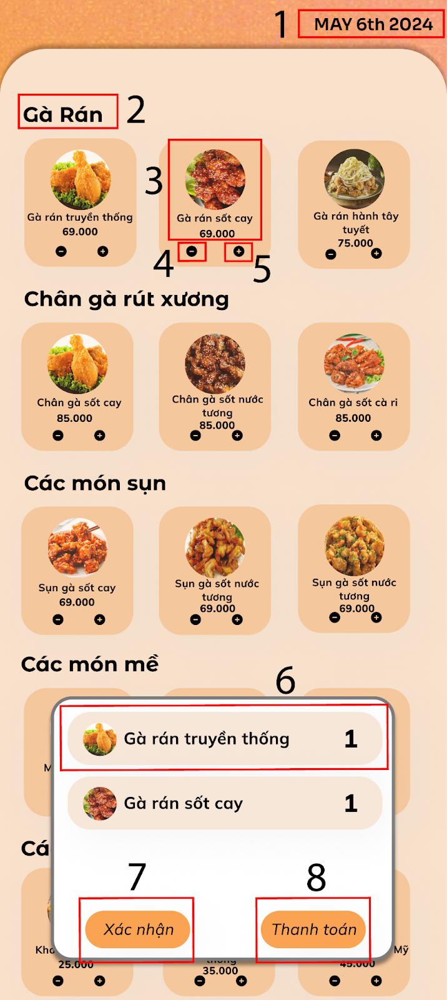 1 MAY 6th 2024
Gà Rán 2
3
Gà rán truyền thống
69.000
Gà rán sốt cay
69.000
Gà rán hành tây
tuyết
75.000
4 5
Chân gà rút xương
Chân gà sốt cay
85.000
Chân gà sốt nước
tương
85.000
Chân gà sốt cà ri
85.000
Các món sụn
Sụn gà sốt cay
69.000
Sụn gà sốt nước
tương
69.000
Sụn gà sốt nước
tương
69.000
Các món mề
6
Gà rán truyền thống 1
Gà rán sốt cay 1
7 8
Xác nhận Thanh toán
25.000
thống
35.000
Mỹ
45.000